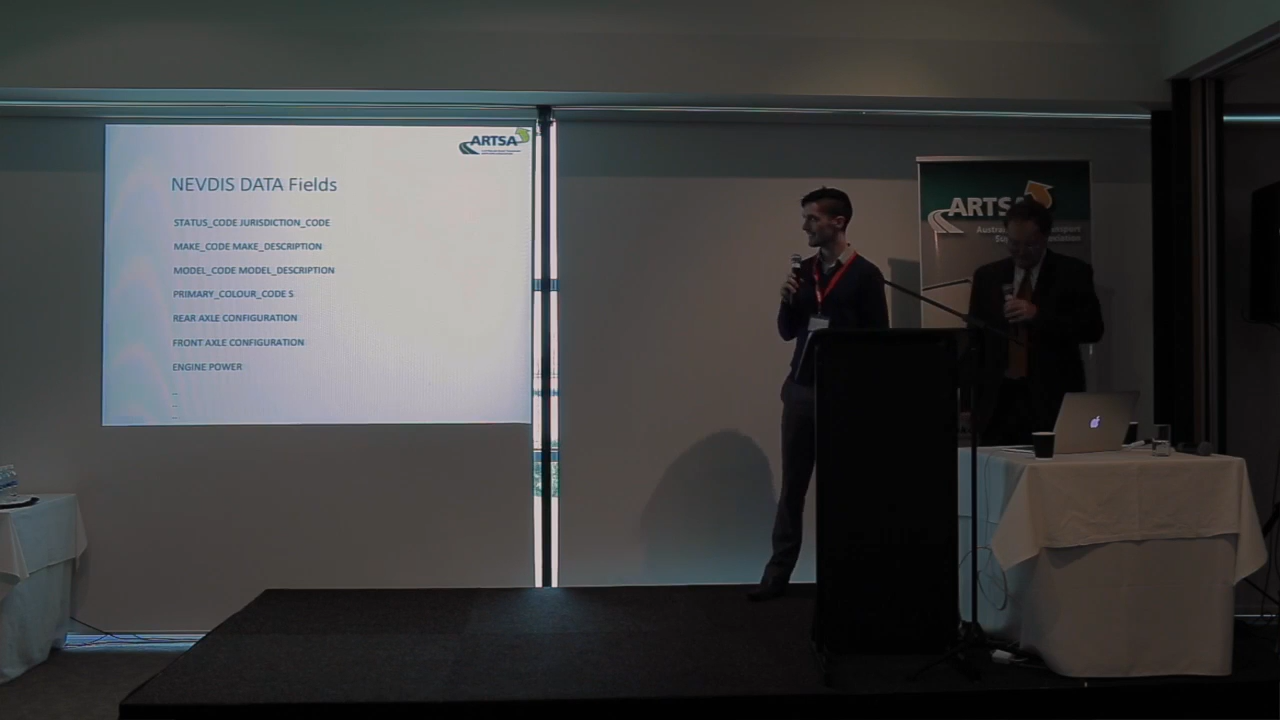 ARTSA
NEVDIS DATA Fields
STATUS_CODE JURISDICTION_CODE
MAKE_CODE MAKE_DESCRIPTION
MODEL_CODE MODEL_DESCRIPTION
PRIMARY_COLOUR_CODE S
REAR AXLE CONFIGURATION
FRONT AXLE CONFIGURATION
ENGINE POWER
ARTSA